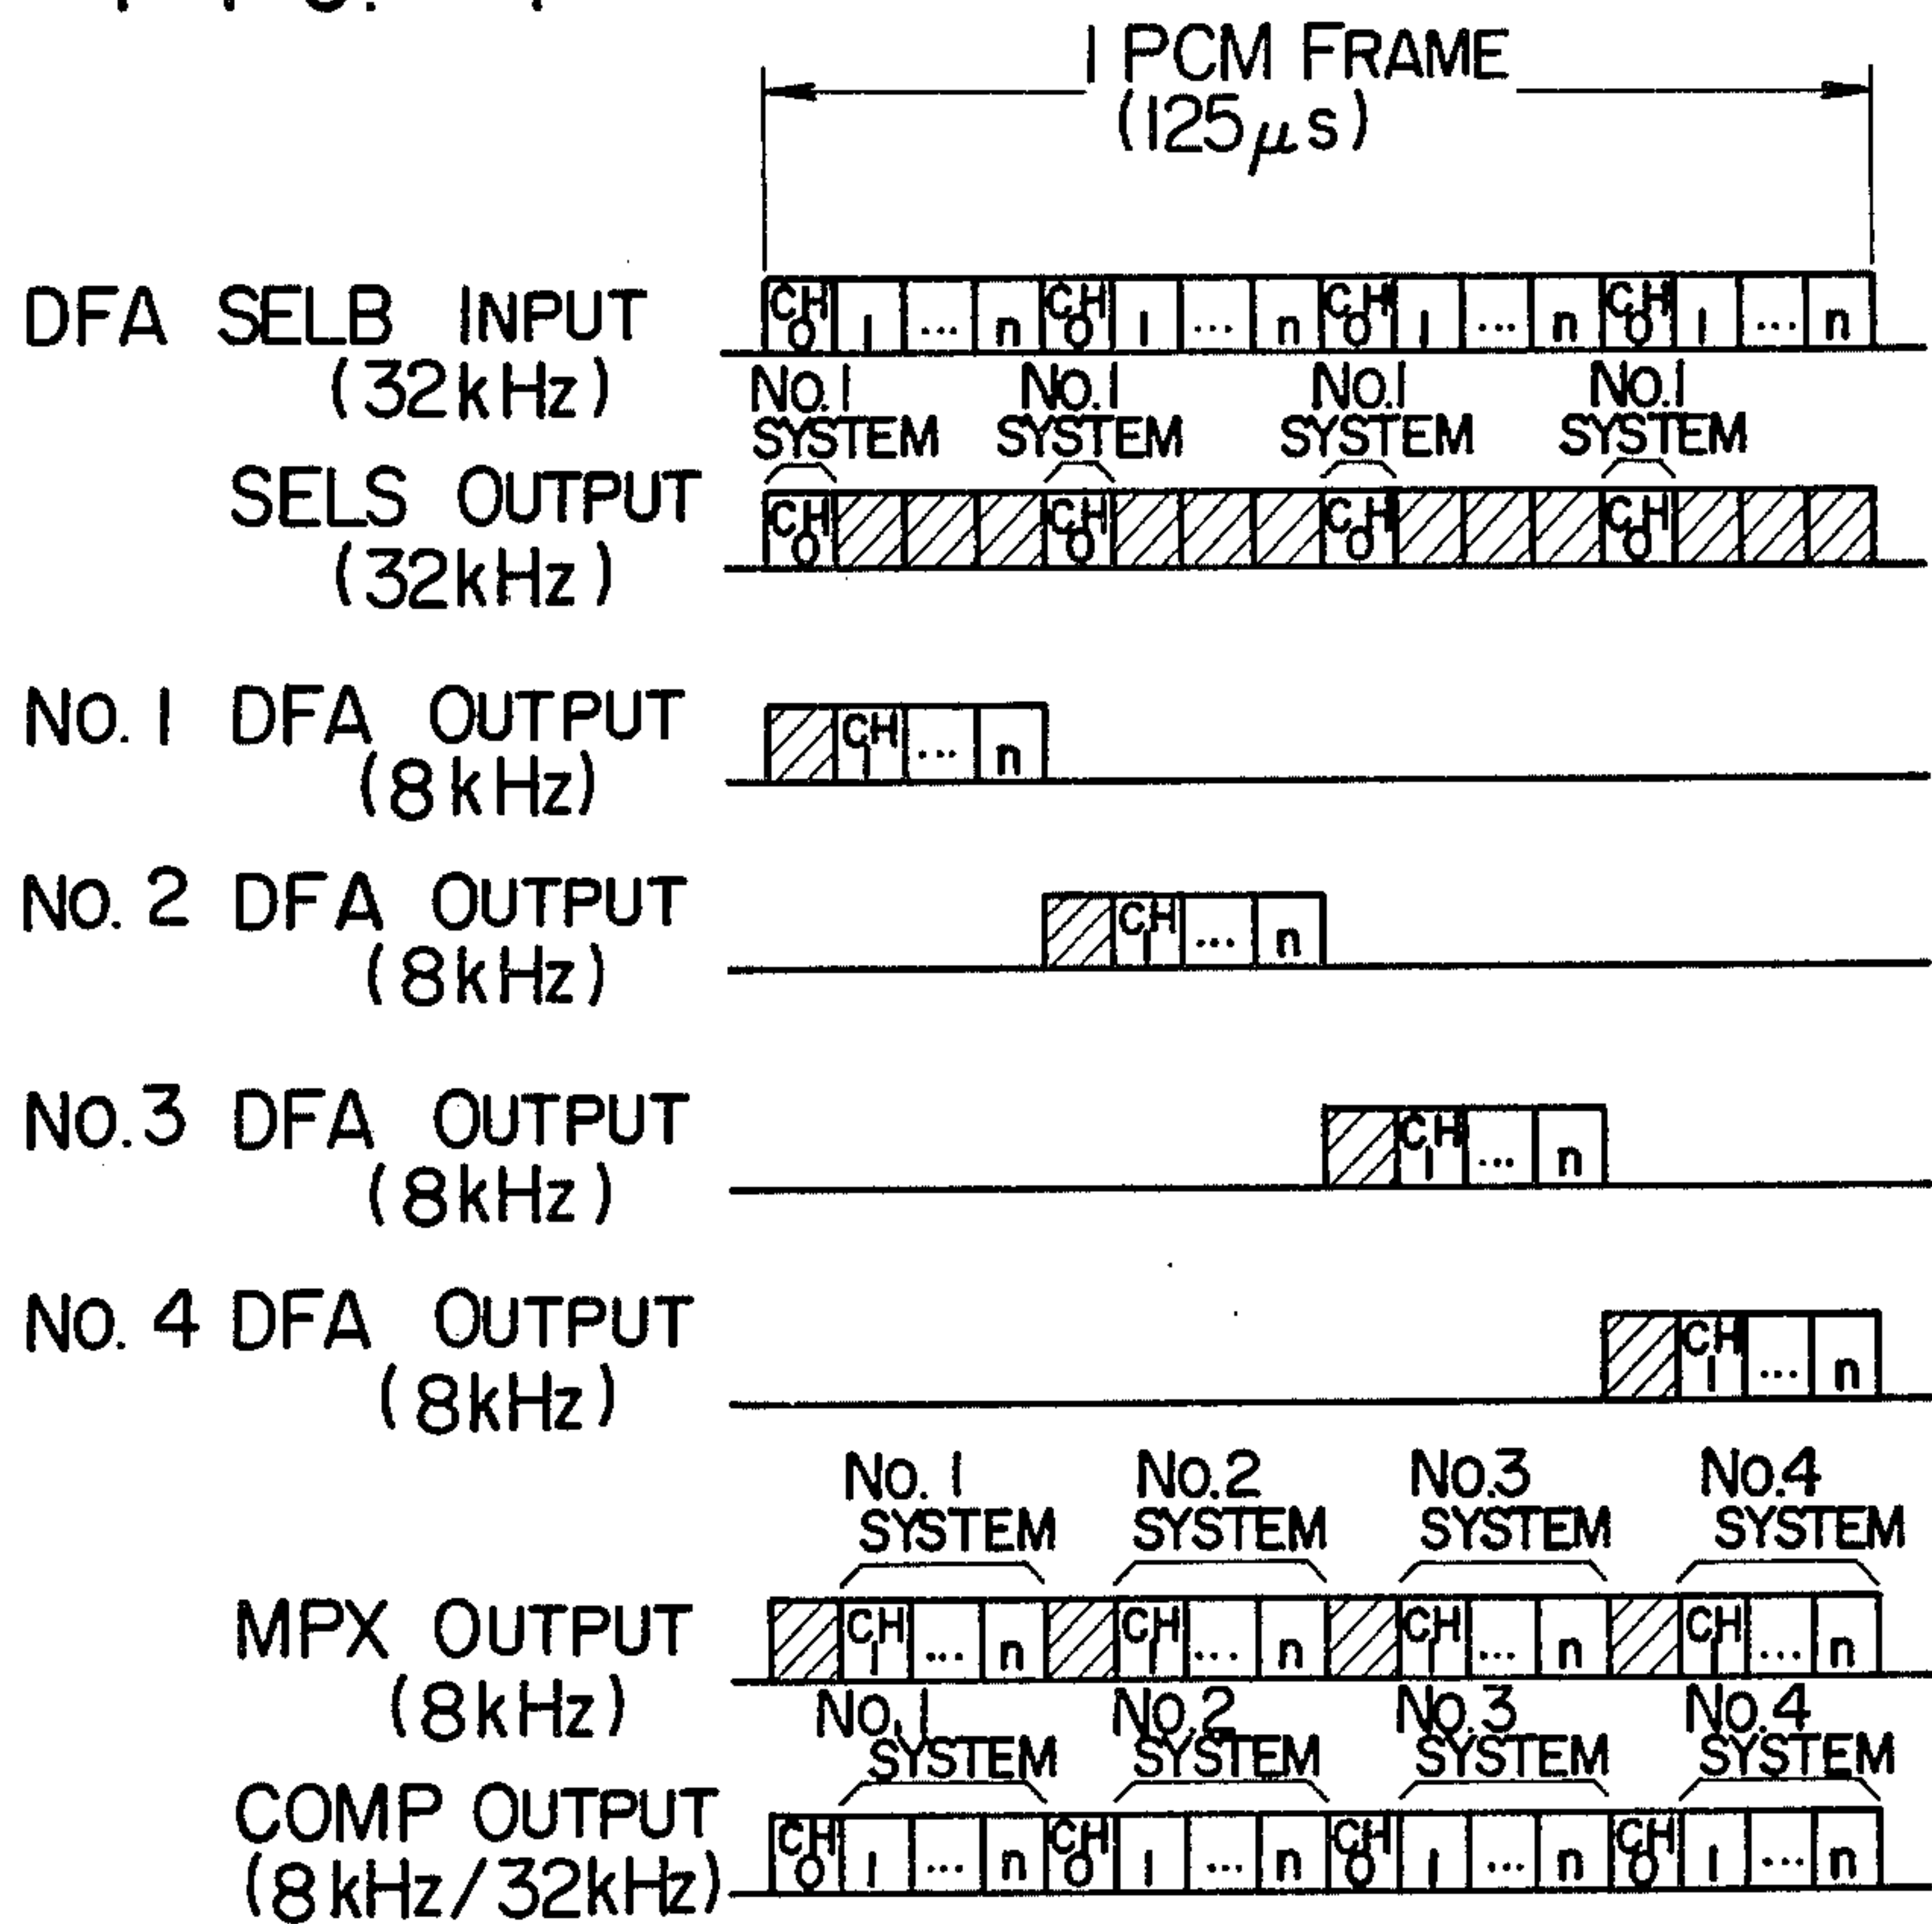 1 PCM FRAME
(125μs)
DFA SELB INPUT
(32kHz)
CH 0 1 ... n CH 0 1 ... n CH 0 1 ... n CH 0 1 ... n
No.1 SYSTEM No.1 SYSTEM No.1 SYSTEM No.1 SYSTEM
SELS OUTPUT
(32kHz)
CH 0 CH 0 CH 0 CH 0
No. 1 DFA OUTPUT
(8kHz)
CH 1 ... n
No. 2 DFA OUTPUT
(8kHz)
CH 1 ... n
No.3 DFA OUTPUT
(8kHz)
CH 1 ... n
No. 4 DFA OUTPUT
(8kHz)
CH 1 ... n
No. 1 SYSTEM No.2 SYSTEM No.3 SYSTEM No.4 SYSTEM
MPX OUTPUT
(8kHz)
CH 1 ... n CH 1 ... n CH 1 ... n CH 1 ... n
No.1 SYSTEM No.2 SYSTEM No.3 SYSTEM No.4 SYSTEM
COMP OUTPUT
(8kHz/32kHz)
CH 0 1 ... n CH 0 1 ... n CH 0 1 ... n CH 0 1 ... n